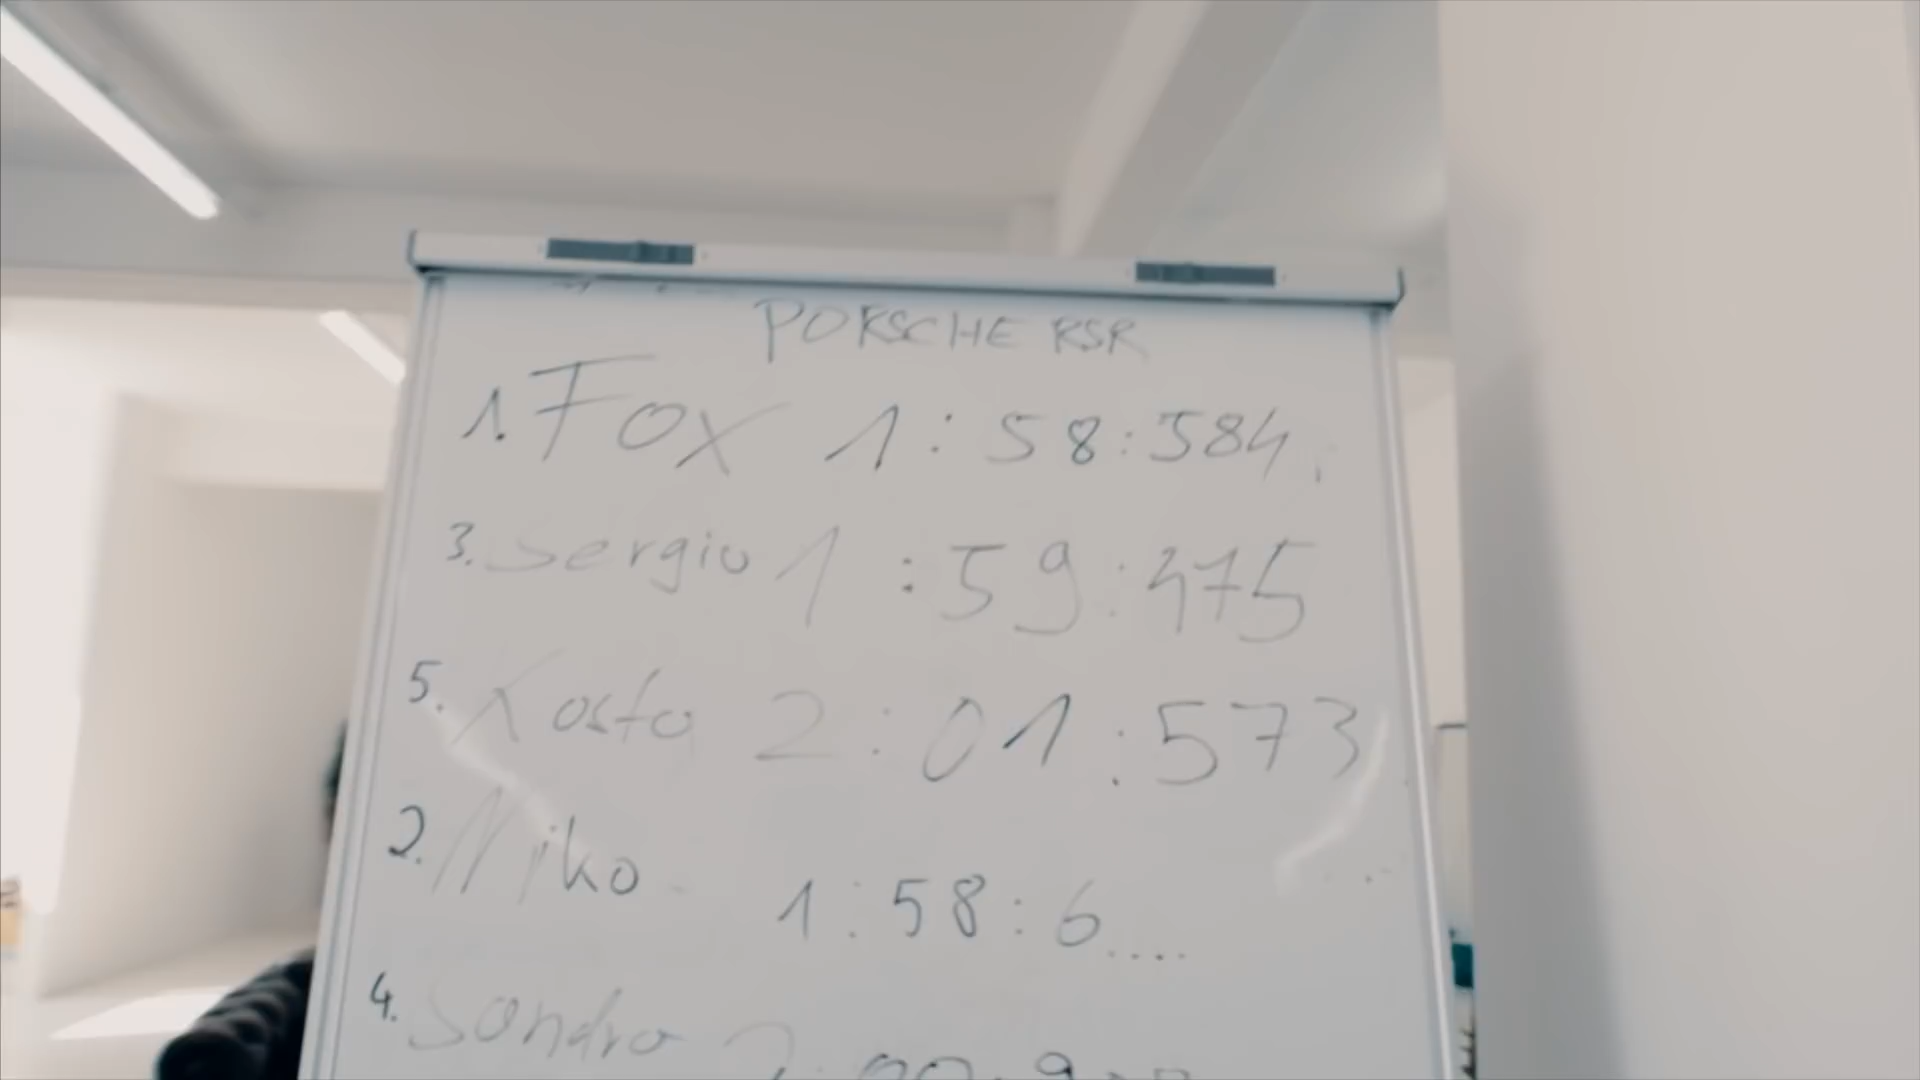 PORSCHE RSR
1. Fox 1:58:584
3. Sergio 1:59:475
5. Kosta 2:01:573
2. Niko 1:58:6....
4. Sandro